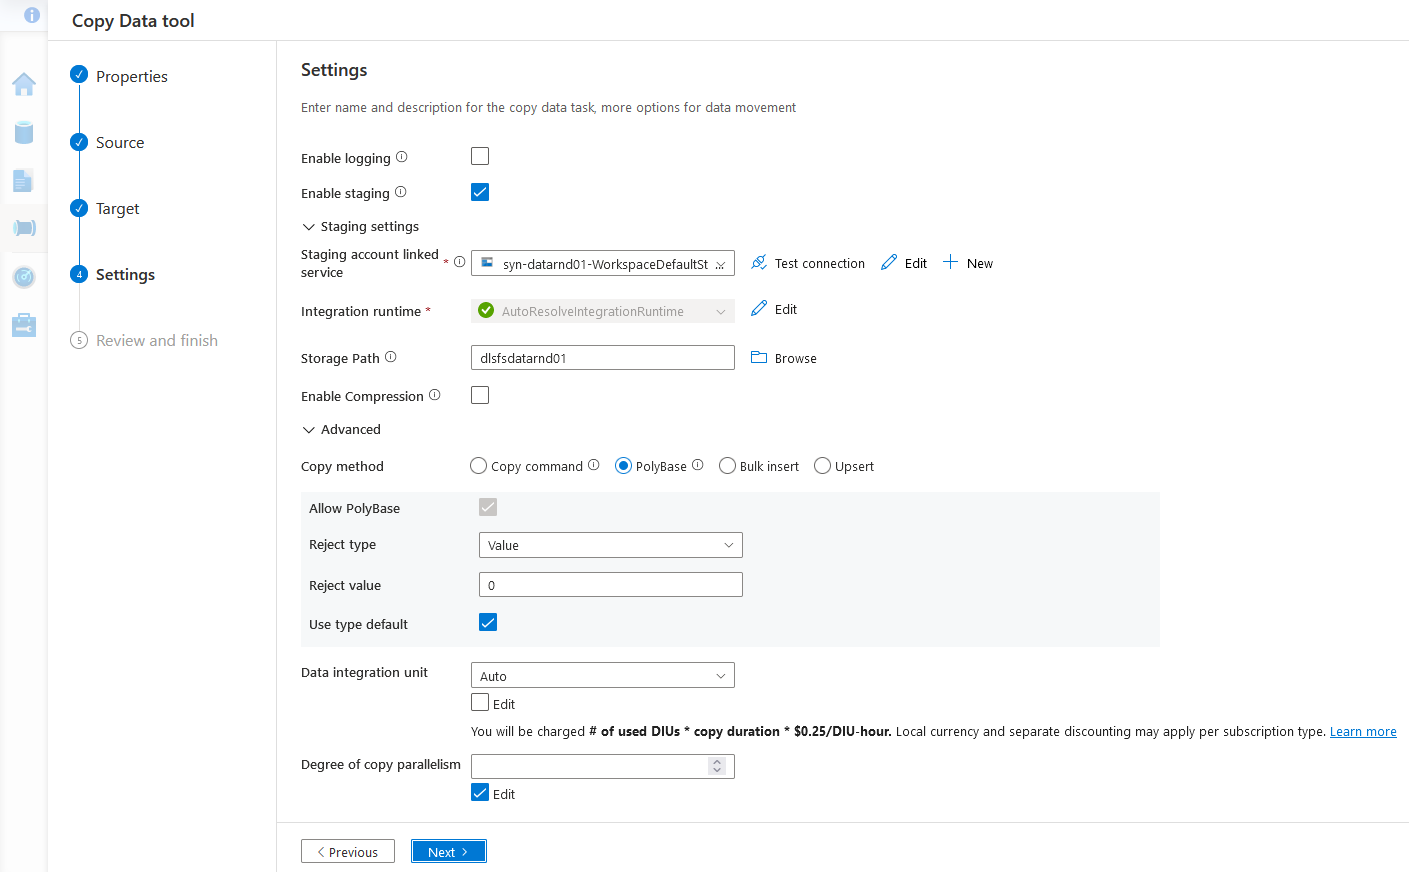 Copy Data tool
Properties
Source
Target
4 Settings
5 Review and finish
Settings
Enter name and description for the copy data task, more options for data movement
Enable logging
Enable staging
Staging settings
Staging account linked service * syn-datarnd01-WorkspaceDefaultSt ... Test connection Edit New
Integration runtime * AutoResolveIntegrationRuntime Edit
Storage Path dlsfsdatarnd01 Browse
Enable Compression
Advanced
Copy method Copy command PolyBase Bulk insert Upsert
Allow PolyBase
Reject type Value
Reject value 0
Use type default
Data integration unit Auto
Edit
You will be charged # of used DIUs * copy duration * $0.25/DIU-hour. Local currency and separate discounting may apply per subscription type. Learn more
Degree of copy parallelism
Edit
< Previous Next >